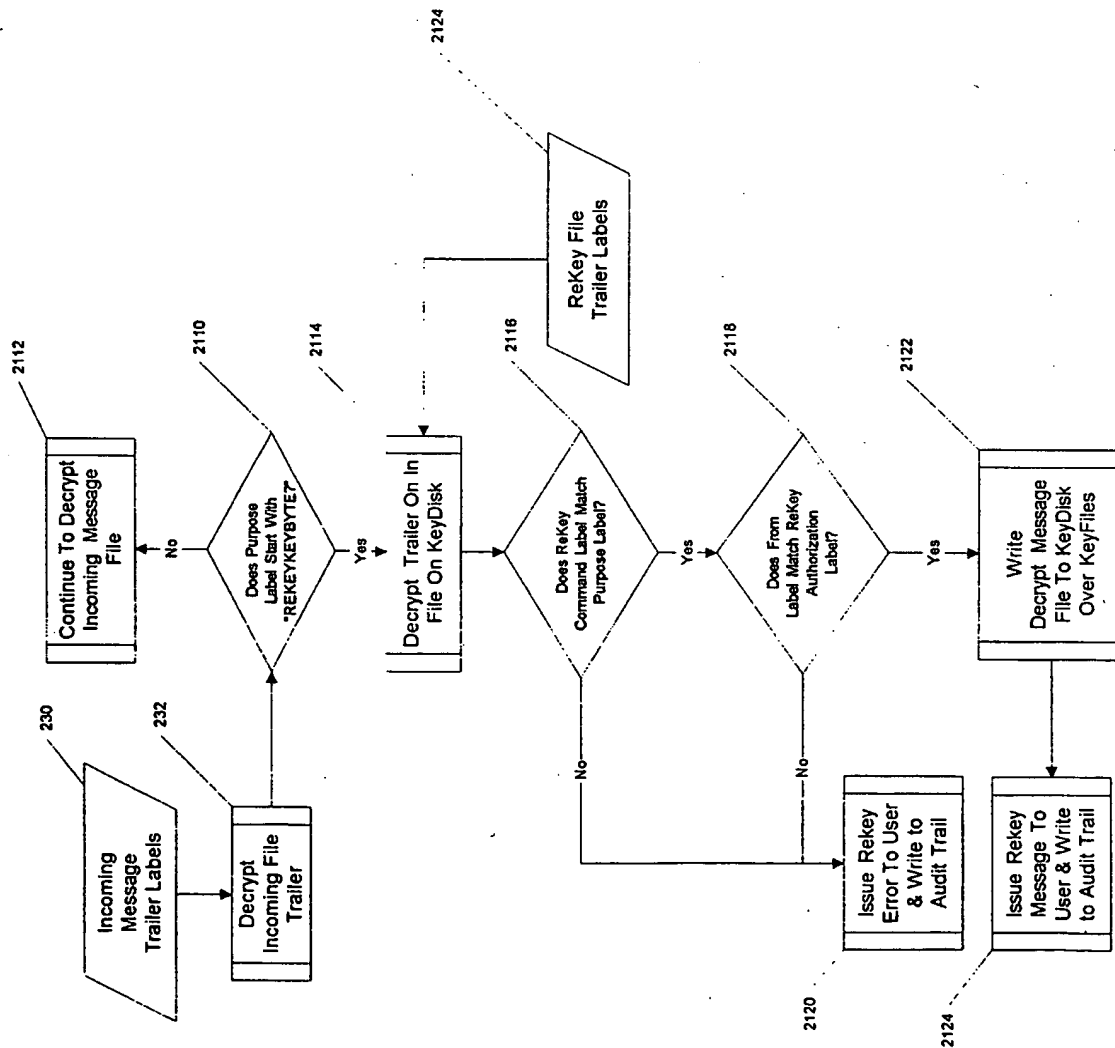 230
Incoming
Message
Trailer Labels
232
Decrypt
Incoming File
Trailer
2112
Continue To Decrypt
Incoming Message
File
No
2110
Does Purpose
Label Start With
"REKEYKEYBYTE?"
Yes
2114
Decrypt Trailer On In
File On KeyDisk
2124
ReKey File
Trailer Labels
2116
Does ReKey
Command Label Match
Purpose Label?
No
Yes
2118
Does From
Label Match ReKey
Authorization
Label?
No
Yes
2120
Issue Rekey
Error To User
& Write to
Audit Trail
2122
Write
Decrypt Message
File To KeyDisk
Over KeyFiles
2124
Issue Rekey
Message To
User & Write
to Audit Trail